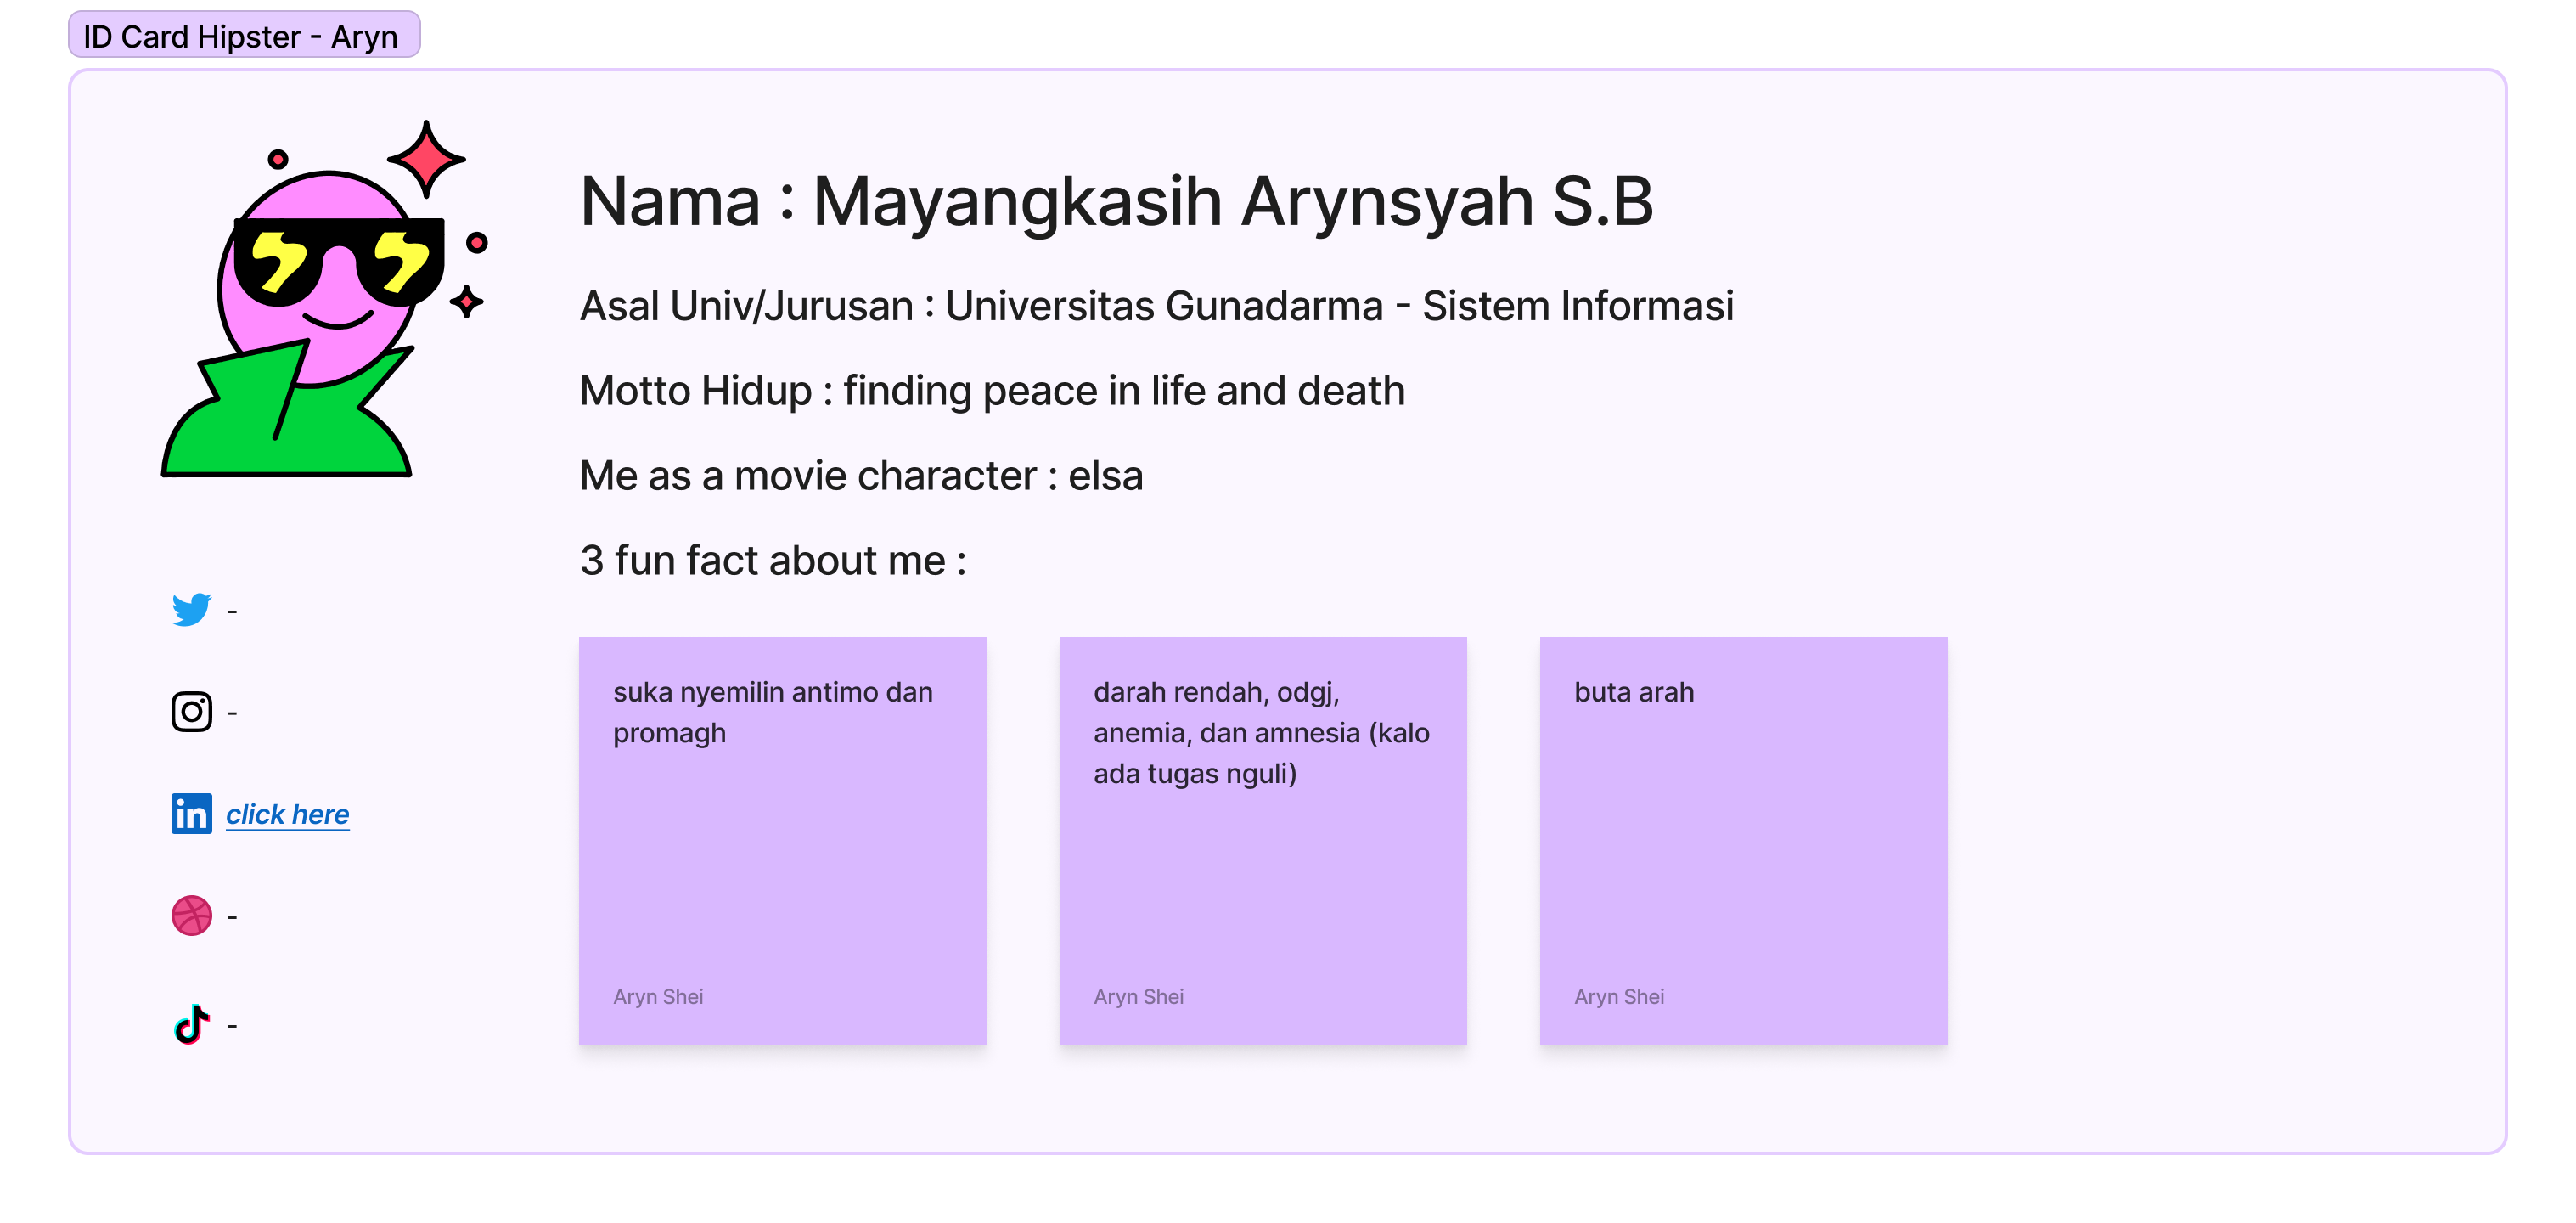 ID Card Hipster - Aryn
Nama : Mayangkasih Arynsyah S.B
Asal Univ/Jurusan : Universitas Gunadarma - Sistem Informasi
Motto Hidup : finding peace in life and death
Me as a movie character : elsa
3 fun fact about me :
-
-
in click here
-
-
suka nyemilin antimo dan
promagh
Aryn Shei
darah rendah, odgj,
anemia, dan amnesia (kalo
ada tugas nguli)
Aryn Shei
buta arah
Aryn Shei